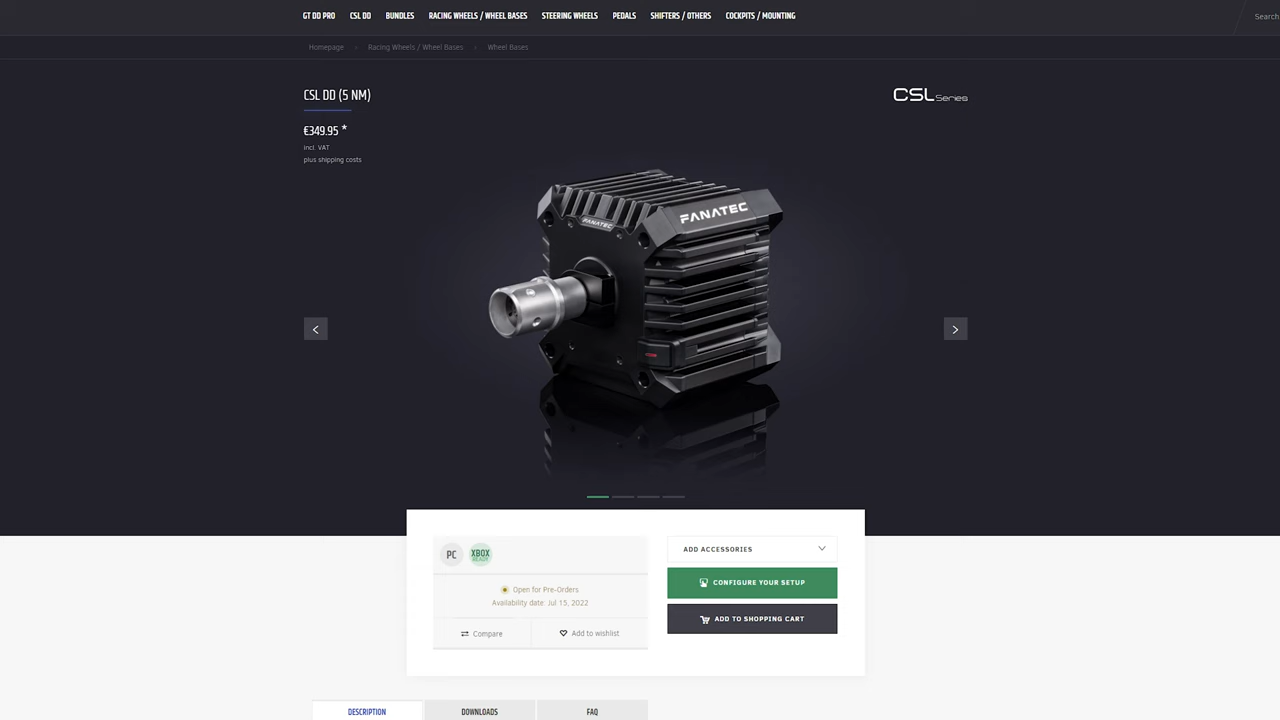 GT DD PRO
CSL DD
BUNDLES
RACING WHEELS / WHEEL BASES
STEERING WHEELS
PEDALS
SHIFTERS / OTHERS
COCKPITS / MOUNTING
Search
Homepage
Racing Wheels / Wheel Bases
Wheel Bases
CSL DD (5 NM)
CSL Series
€349.95 *
incl. VAT
plus shipping costs
FANATEC
FANATEC
PC
XBOX
READY
Open for Pre-Orders
Availability date: Jul 15, 2022
Compare
Add to wishlist
ADD ACCESSORIES
CONFIGURE YOUR SETUP
ADD TO SHOPPING CART
DESCRIPTION
DOWNLOADS
FAQ